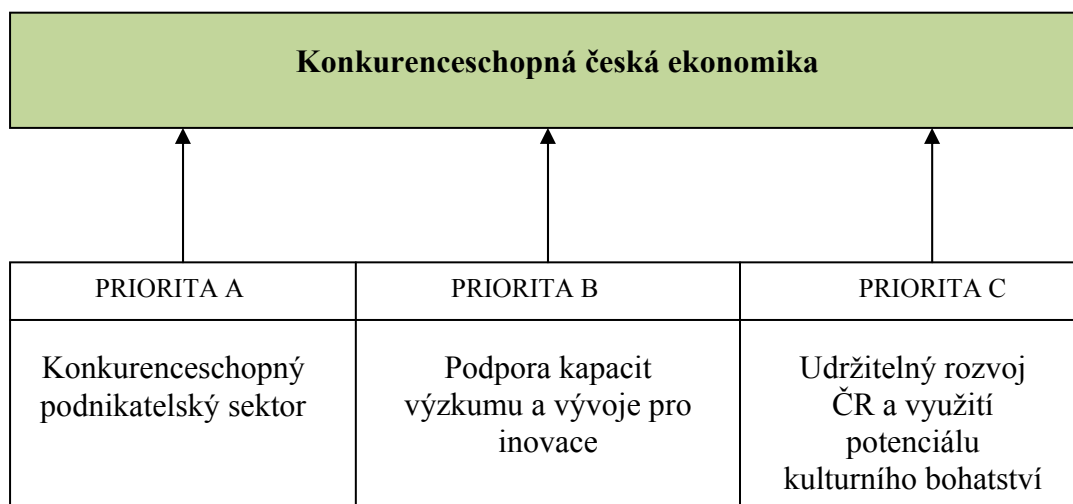 Konkurenceschopná česká ekonomika
PRIORITA A
PRIORITA B
PRIORITA C
Konkurenceschopný
podnikatelský sektor
Podpora kapacit
výzkumu a vývoje pro
inovace
Udržitelný rozvoj
ČR a využití
potenciálu
kulturního bohatství